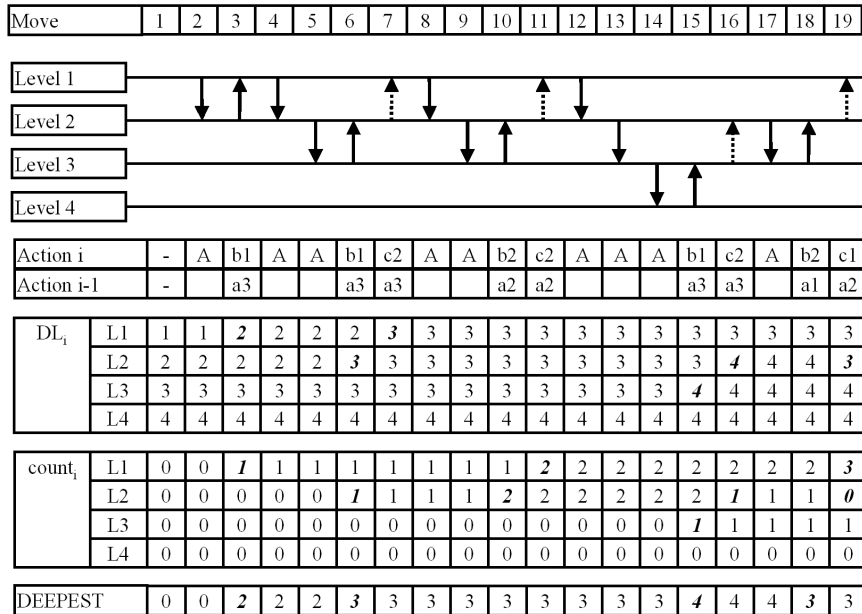 Move 1 2 3 4 5 6 7 8 9 10 11 12 13 14 15 16 17 18 19
Level 1
Level 2
Level 3
Level 4
Action i - A b1 A A b1 c2 A A b2 c2 A A A b1 c2 A b2 c1
Action i-1 - a3 a3 a3 a2 a2 a3 a3 a1 a2
DLi L1 1 1 2 2 2 2 3 3 3 3 3 3 3 3 3 3 3 3 3
L2 2 2 2 2 2 3 3 3 3 3 3 3 3 3 3 4 4 4 3
L3 3 3 3 3 3 3 3 3 3 3 3 3 3 3 4 4 4 4 4
L4 4 4 4 4 4 4 4 4 4 4 4 4 4 4 4 4 4 4 4
counti L1 0 0 1 1 1 1 1 1 1 1 2 2 2 2 2 2 2 2 3
L2 0 0 0 0 0 1 1 1 1 2 2 2 2 2 2 1 1 1 0
L3 0 0 0 0 0 0 0 0 0 0 0 0 0 0 1 1 1 1 1
L4 0 0 0 0 0 0 0 0 0 0 0 0 0 0 0 0 0 0 0
DEEPEST 0 0 2 2 2 3 3 3 3 3 3 3 3 3 4 4 4 3 3